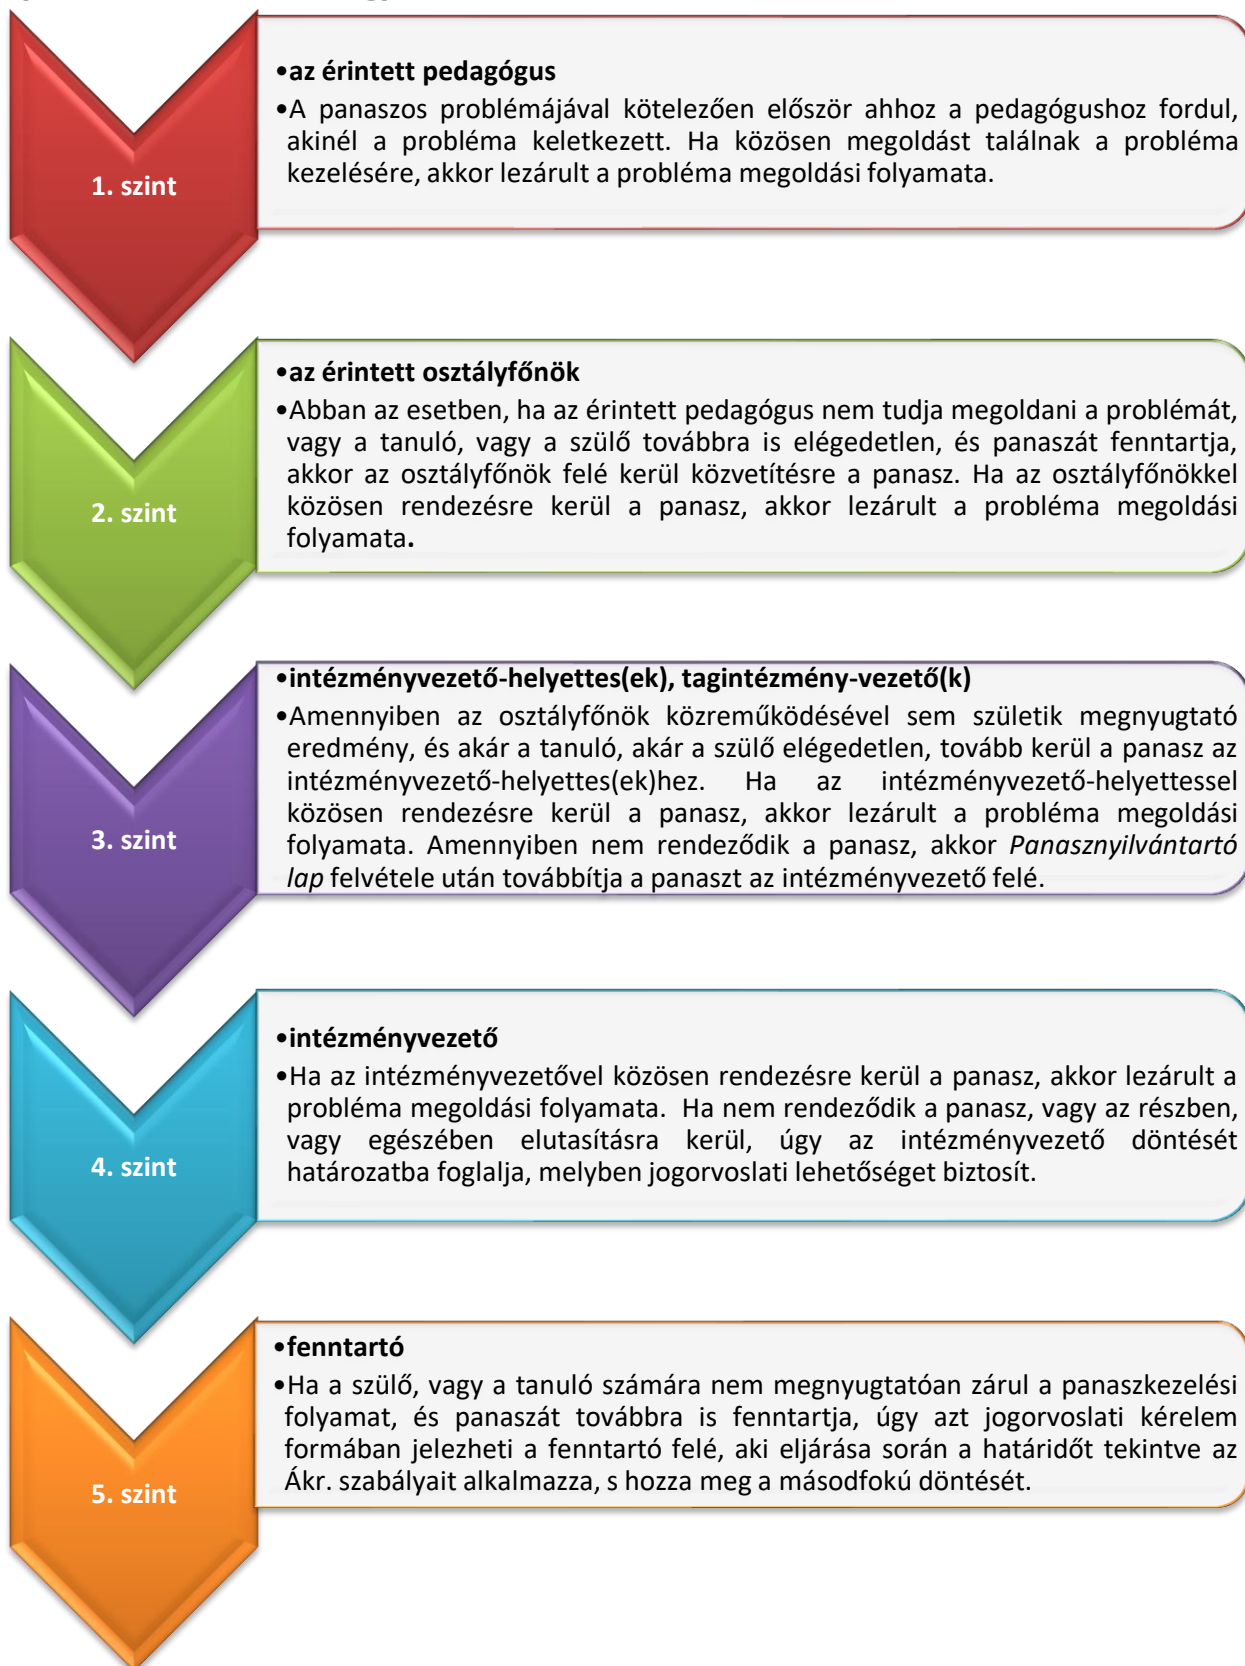 1. szint
•az érintett pedagógus
•A panaszos problémájával kötelezően először ahhoz a pedagógushoz fordul,
akinél a probléma keletkezett. Ha közösen megoldást találnak a probléma
kezelésére, akkor lezárult a probléma megoldási folyamata.
2. szint
•az érintett osztályfőnök
•Abban az esetben, ha az érintett pedagógus nem tudja megoldani a problémát,
vagy a tanuló, vagy a szülő továbbra is elégedetlen, és panaszát fenntartja,
akkor az osztályfőnök felé kerül közvetítésre a panasz. Ha az osztályfőnökkel
közösen rendezésre kerül a panasz, akkor lezárult a probléma megoldási
folyamata.
3. szint
•intézményvezető-helyettes(ek), tagintézmény-vezető(k)
•Amennyiben az osztályfőnök közreműködésével sem születik megnyugtató
eredmény, és akár a tanuló, akár a szülő elégedetlen, tovább kerül a panasz az
intézményvezető-helyettes(ek)hez. Ha az intézményvezető-helyettessel
közösen rendezésre kerül a panasz, akkor lezárult a probléma megoldási
folyamata. Amennyiben nem rendeződik a panasz, akkor Panasznyilvántartó
lap felvétele után továbbítja a panaszt az intézményvezető felé.
4. szint
•intézményvezető
•Ha az intézményvezetővel közösen rendezésre kerül a panasz, akkor lezárult a
probléma megoldási folyamata. Ha nem rendeződik a panasz, vagy az részben,
vagy egészében elutasításra kerül, úgy az intézményvezető döntését
határozatba foglalja, melyben jogorvoslati lehetőséget biztosít.
5. szint
•fenntartó
•Ha a szülő, vagy a tanuló számára nem megnyugtatóan zárul a panaszkezelési
folyamat, és panaszát továbbra is fenntartja, úgy azt jogorvoslati kérelem
formában jelezheti a fenntartó felé, aki eljárása során a határidőt tekintve az
Ákr. szabályait alkalmazza, s hozza meg a másodfokú döntését.